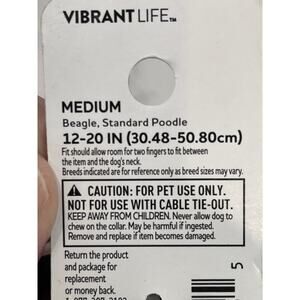 VIBRANT LIFE™
MEDIUM
Beagle, Standard Poodle
12-20 IN (30.48-50.80cm)
Fit should allow room for two fingers to fit between
the item and the dog's neck.
Breeds indicated are for reference only as breed sizes may vary.
CAUTION: FOR PET USE ONLY.
NOT FOR USE WITH CABLE TIE-OUT.
KEEP AWAY FROM CHILDREN. Never allow dog to
chew on the collar. May be harmful if ingested.
Remove and replace if item becomes damaged.
Return the product
and package for
replacement
or money back.
5